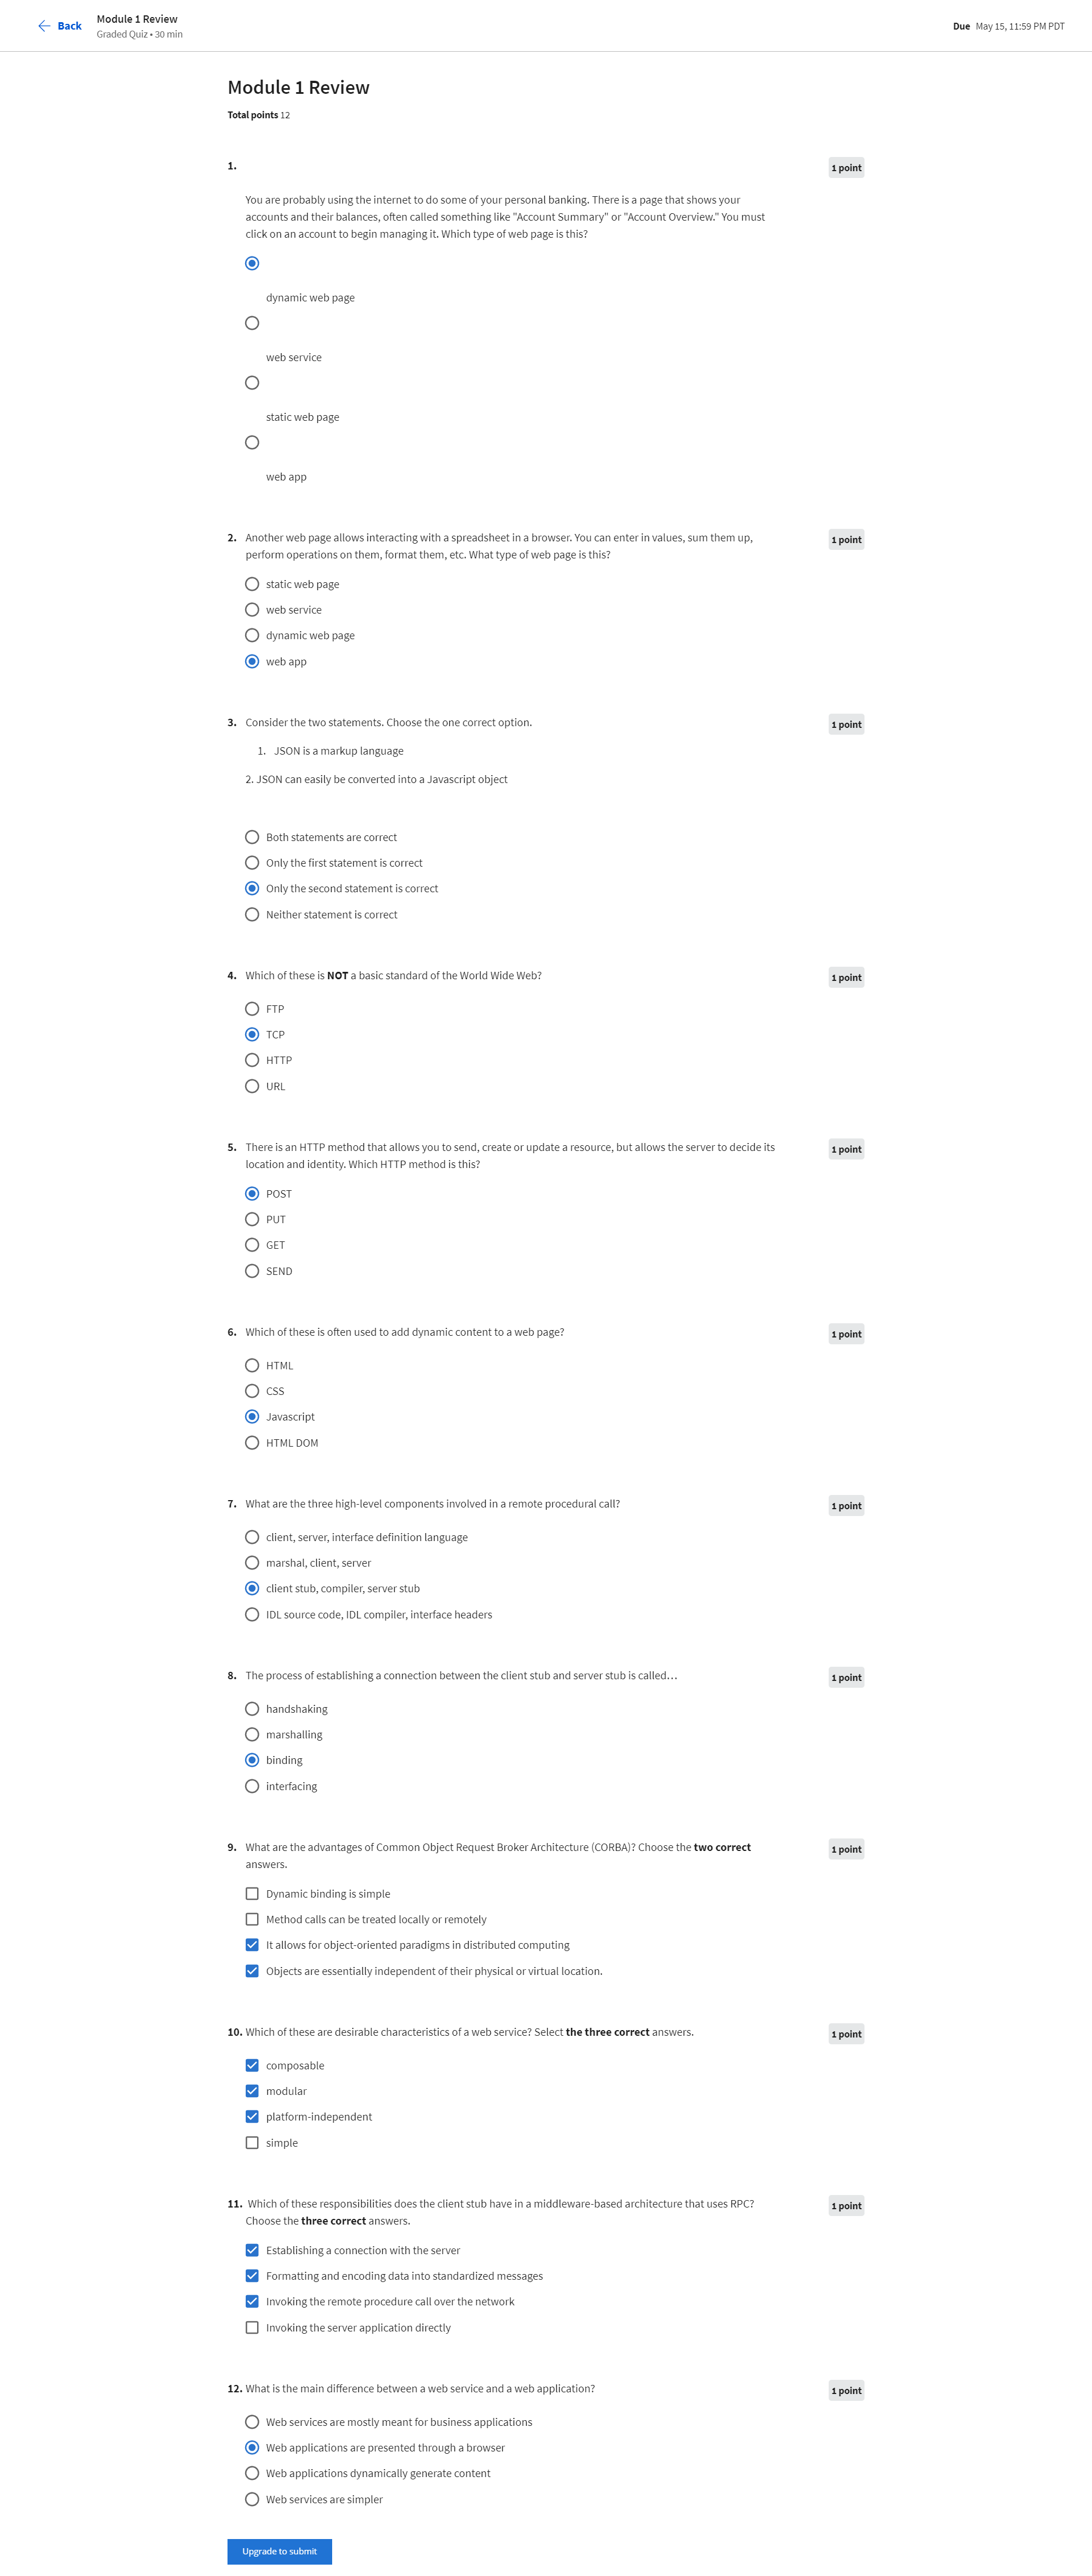 Back
Module 1 Review
Graded Quiz • 30 min
Due May 15, 11:59 PM PDT
Module 1 Review
Total points 12
1.
1 point
You are probably using the internet to do some of your personal banking. There is a page that shows your
accounts and their balances, often called something like "Account Summary" or "Account Overview." You must
click on an account to begin managing it. Which type of web page is this?
dynamic web page
web service
static web page
web app
2. Another web page allows interacting with a spreadsheet in a browser. You can enter in values, sum them up,
perform operations on them, format them, etc. What type of web page is this?
1 point
static web page
web service
dynamic web page
web app
3. Consider the two statements. Choose the one correct option.
1 point
1. JSON is a markup language
2. JSON can easily be converted into a Javascript object
Both statements are correct
Only the first statement is correct
Only the second statement is correct
Neither statement is correct
4. Which of these is NOT a basic standard of the World Wide Web?
1 point
FTP
TCP
HTTP
URL
5. There is an HTTP method that allows you to send, create or update a resource, but allows the server to decide its
location and identity. Which HTTP method is this?
1 point
POST
PUT
GET
SEND
6. Which of these is often used to add dynamic content to a web page?
1 point
HTML
CSS
Javascript
HTML DOM
7. What are the three high-level components involved in a remote procedural call?
1 point
client, server, interface definition language
marshal, client, server
client stub, compiler, server stub
IDL source code, IDL compiler, interface headers
8. The process of establishing a connection between the client stub and server stub is called…
1 point
handshaking
marshalling
binding
interfacing
9. What are the advantages of Common Object Request Broker Architecture (CORBA)? Choose the two correct
answers.
1 point
Dynamic binding is simple
Method calls can be treated locally or remotely
It allows for object-oriented paradigms in distributed computing
Objects are essentially independent of their physical or virtual location.
10. Which of these are desirable characteristics of a web service? Select the three correct answers.
1 point
composable
modular
platform-independent
simple
11. Which of these responsibilities does the client stub have in a middleware-based architecture that uses RPC?
Choose the three correct answers.
1 point
Establishing a connection with the server
Formatting and encoding data into standardized messages
Invoking the remote procedure call over the network
Invoking the server application directly
12. What is the main difference between a web service and a web application?
1 point
Web services are mostly meant for business applications
Web applications are presented through a browser
Web applications dynamically generate content
Web services are simpler
Upgrade to submit